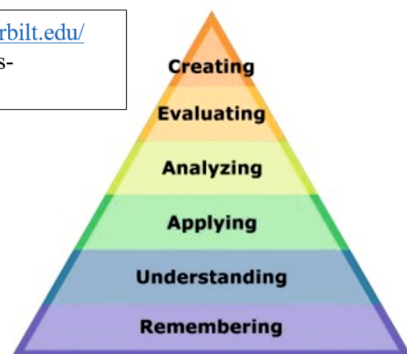 rbilt.edu/
s-
Creating
Evaluating
Analyzing
Applying
Understanding
Remembering